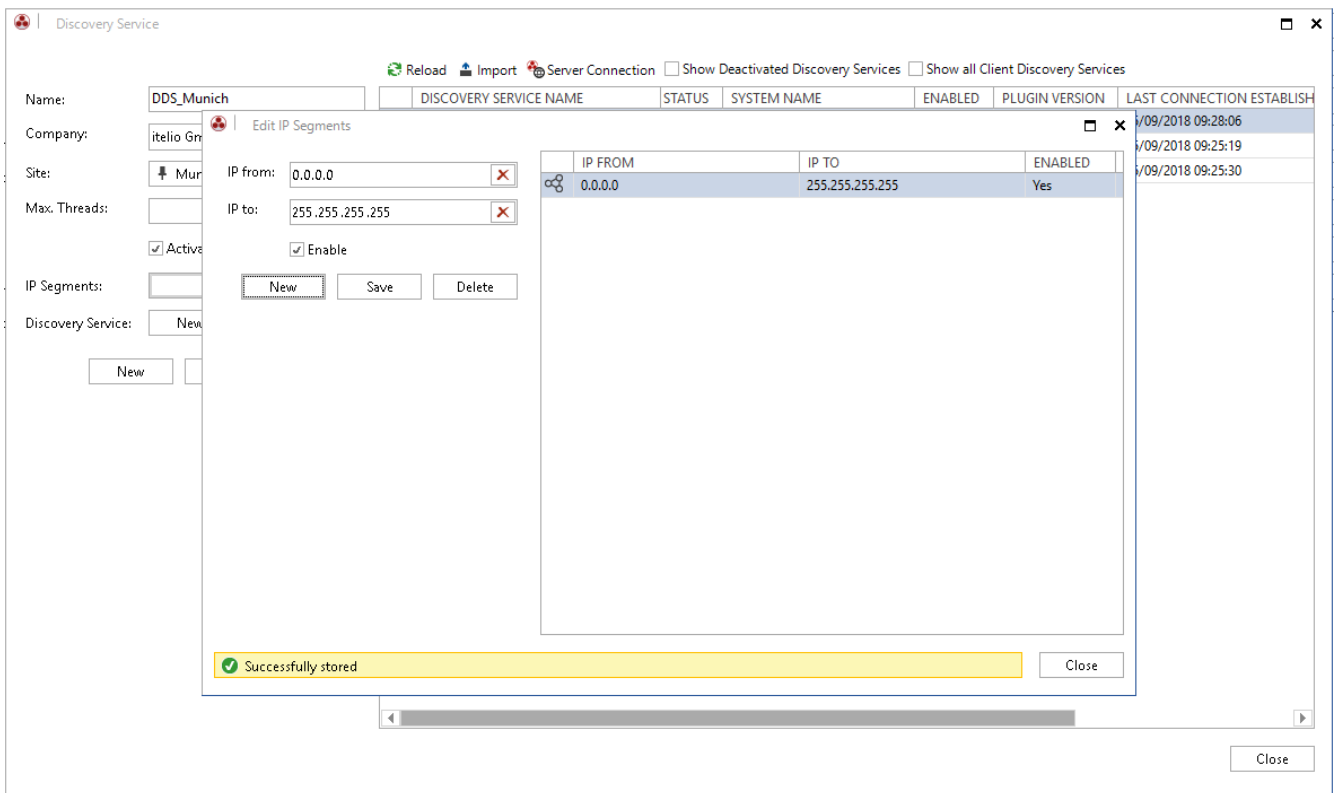 Discovery Service
Reload Import Server Connection Show Deactivated Discovery Services Show all Client Discovery Services
Name: DDS_Munich
DISCOVERY SERVICE NAME STATUS SYSTEM NAME ENABLED PLUGIN VERSION LAST CONNECTION ESTABLISH
/09/2018 09:28:06
/09/2018 09:25:19
/09/2018 09:25:30
Company: itelio
Site:
Max. Threads:
IP Segments:
Discovery Service: New
New
Edit IP Segments
IP from: 0.0.0.0
IP to: 255.255.255.255
Enable
New Save Delete
IP FROM IP TO ENABLED
0.0.0.0 255.255.255.255 Yes
Successfully stored
Close
Close